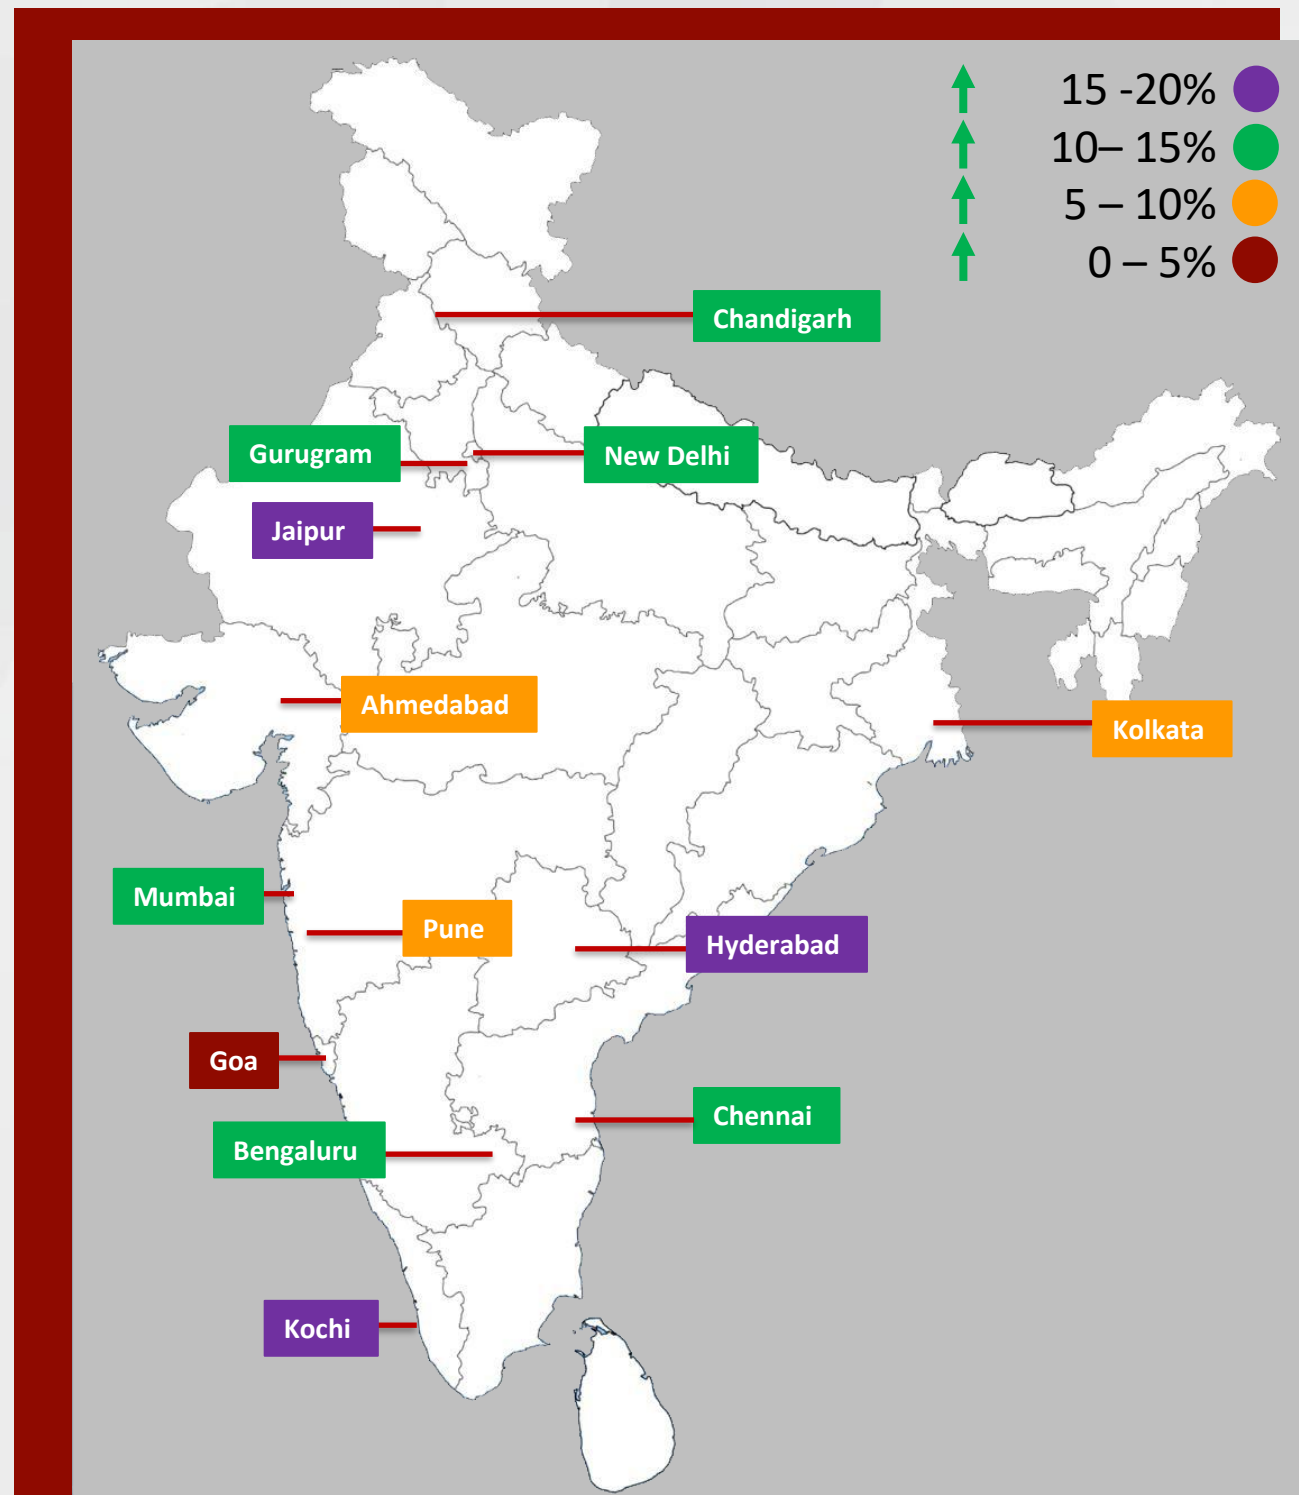 15 -20%
10– 15%
5 – 10%
0 – 5%
Chandigarh
Gurugram
New Delhi
Jaipur
Ahmedabad
Kolkata
Mumbai
Pune
Hyderabad
Goa
Chennai
Bengaluru
Kochi